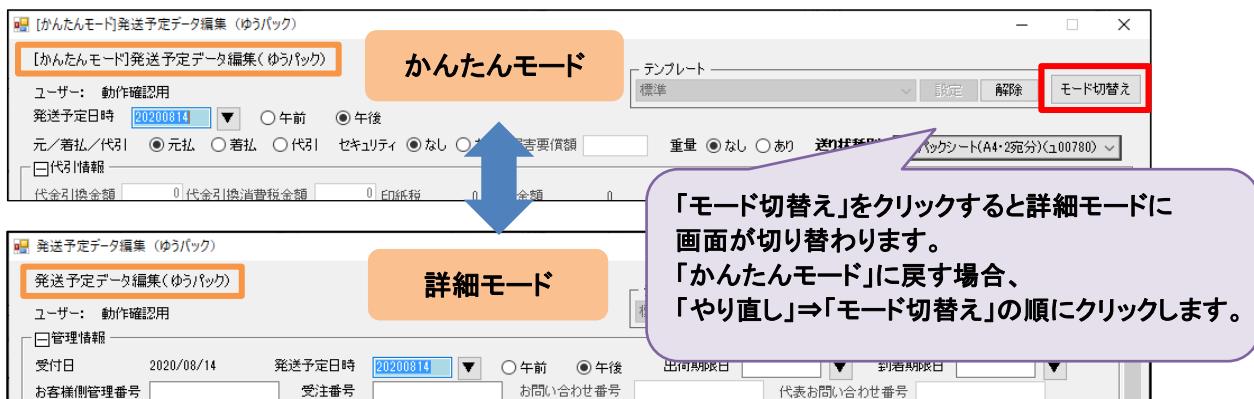 [かんたんモード]発送予定データ編集（ゆうパック）
[かんたんモード]発送予定データ編集(ゆうパック)
かんたんモード
テンプレート
ユーザー： 動作確認用
標準 設定 解除 モード切替え
発送予定日時 20200814 ▼ 午前 午後
元／着払／代引 元払 着払 代引 セキュリティ なし 害要償額 重量 なし あり パックシート(A4・2宛分)(ュ00780)
代引情報
代金引換金額 0 代金引換消費税金額 0 印紙税 0 金額 0
「モード切替え」をクリックすると詳細モードに
画面が切り替わります。
「かんたんモード」に戻す場合、
「やり直し」⇒「モード切替え」の順にクリックします。
発送予定データ編集（ゆうパック）
発送予定データ編集(ゆうパック)
詳細モード
ユーザー： 動作確認用
管理情報
受付日 2020/08/14 発送予定日時 20200814 ▼ 午前 午後 出荷期限日 ▼ 到着期限日 ▼
お客様側管理番号 受注番号 お問い合わせ番号 代表お問い合わせ番号